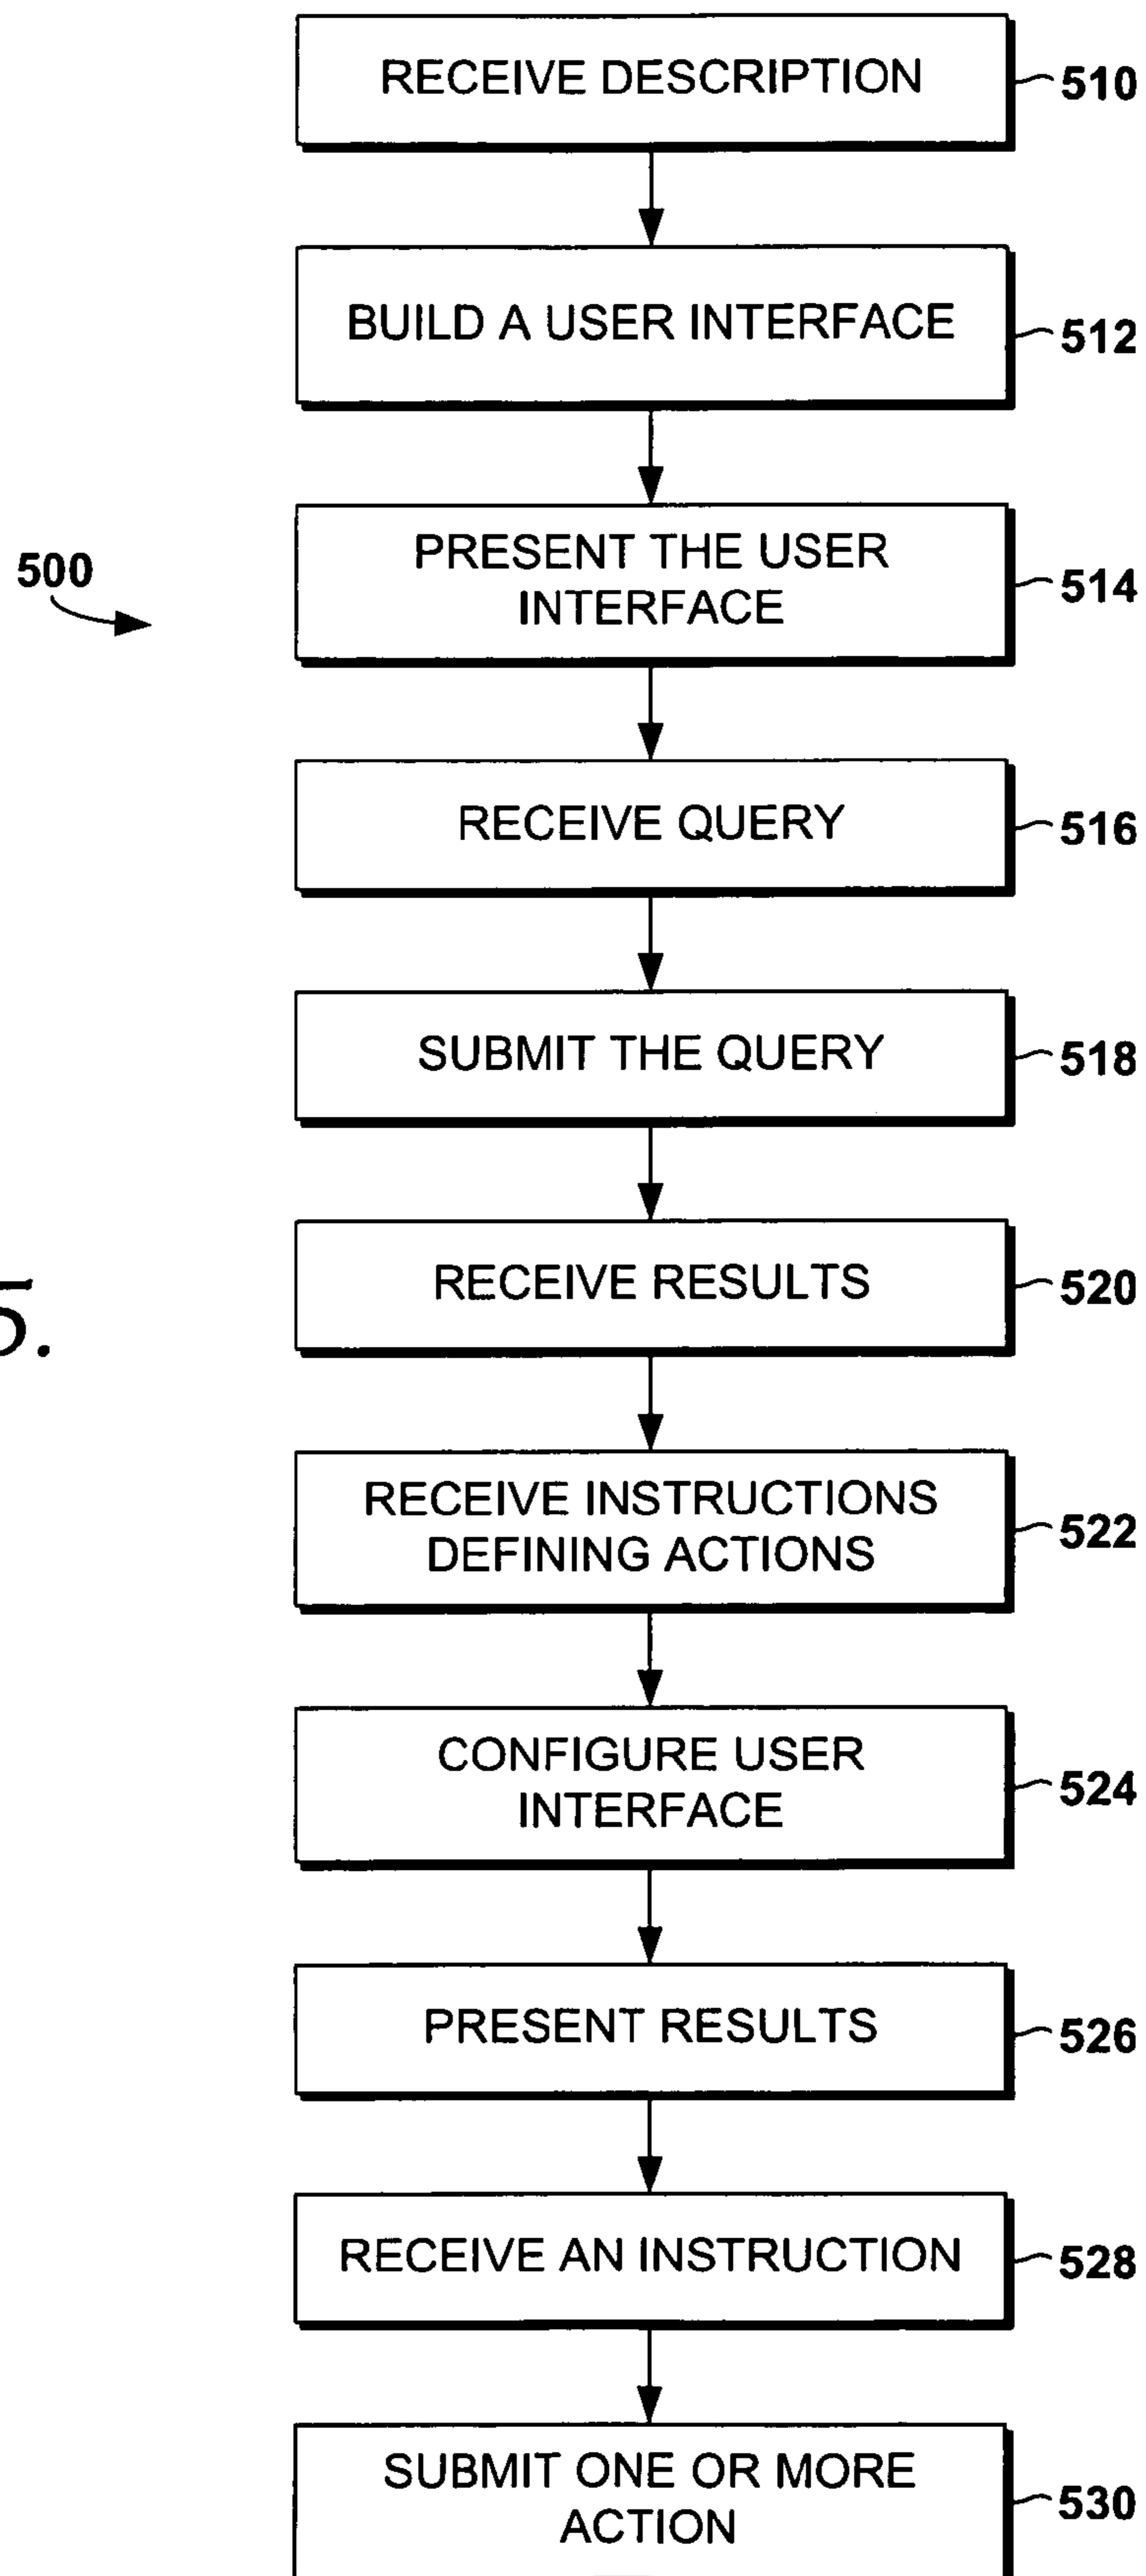 RECEIVE DESCRIPTION
510
BUILD A USER INTERFACE
512
PRESENT THE USER
INTERFACE
514
500
RECEIVE QUERY
516
SUBMIT THE QUERY
518
RECEIVE RESULTS
520
5.
RECEIVE INSTRUCTIONS
DEFINING ACTIONS
522
CONFIGURE USER
INTERFACE
524
PRESENT RESULTS
526
RECEIVE AN INSTRUCTION
528
SUBMIT ONE OR MORE
ACTION
530